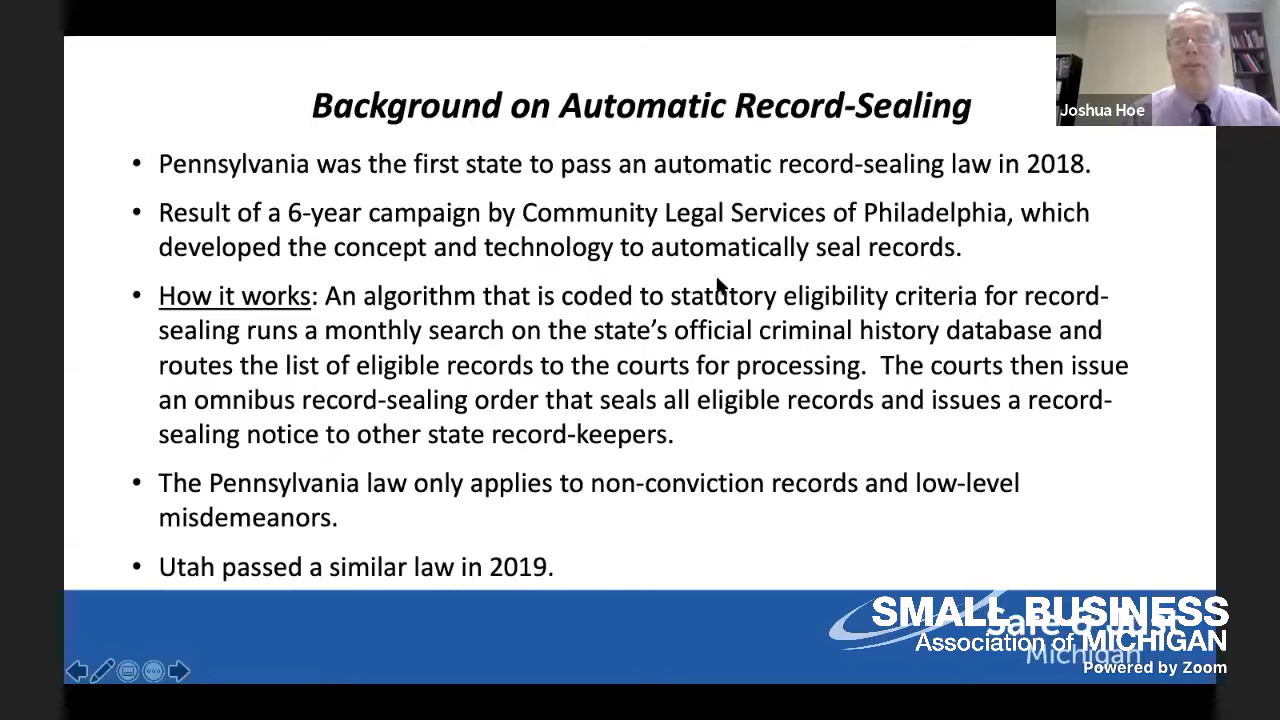 Background on Automatic Record-Sealing
Joshua Hoe
• Pennsylvania was the first state to pass an automatic record-sealing law in 2018.
• Result of a 6-year campaign by Community Legal Services of Philadelphia, which
developed the concept and technology to automatically seal records.
• How it works: An algorithm that is coded to statutory eligibility criteria for record-
sealing runs a monthly search on the state’s official criminal history database and
routes the list of eligible records to the courts for processing.  The courts then issue
an omnibus record-sealing order that seals all eligible records and issues a record-
sealing notice to other state record-keepers.
• The Pennsylvania law only applies to non-conviction records and low-level
misdemeanors.
• Utah passed a similar law in 2019.
SMALL BUSINESS
Safe & Just
Association of MICHIGAN
Michigan
Powered by Zoom